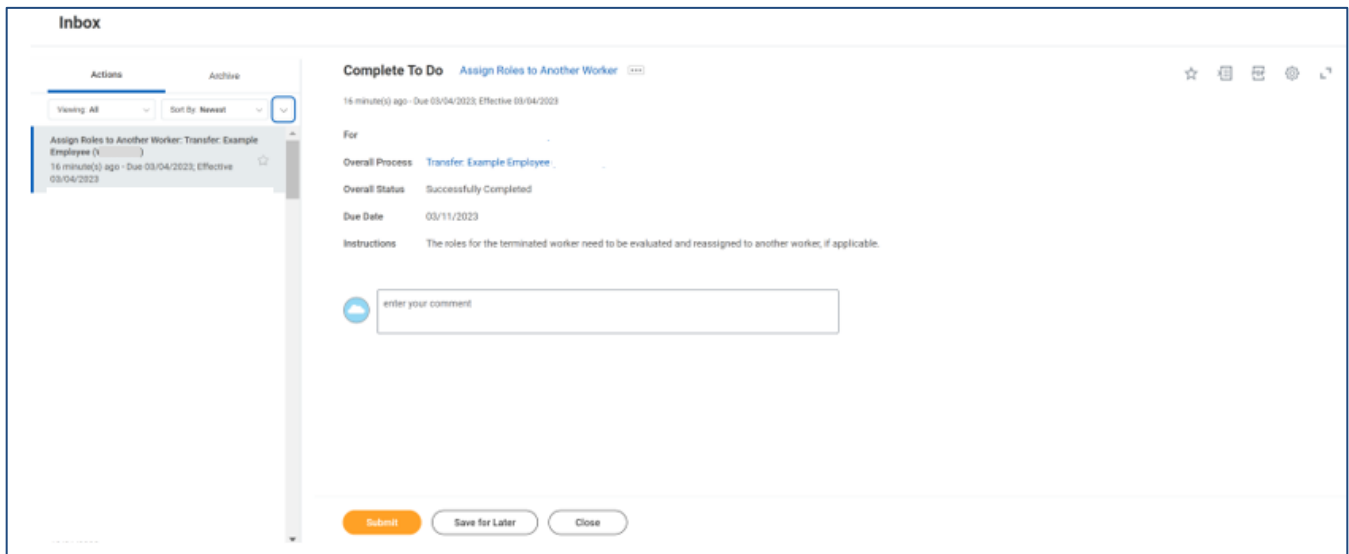 Inbox
Actions
Archive
Viewing: All
Sort By: Newest
Assign Roles to Another Worker: Transfer: Example
Employee (
)
16 minute(s) ago - Due 03/04/2023; Effective
03/04/2023
Complete To Do Assign Roles to Another Worker
16 minute(s) ago - Due 03/04/2023; Effective 03/04/2023
For
Overall Process Transfer: Example Employee
Overall Status Successfully Completed
Due Date 03/11/2023
Instructions The roles for the terminated worker need to be evaluated and reassigned to another worker, if applicable.
enter your comment
Submit
Save for Later
Close